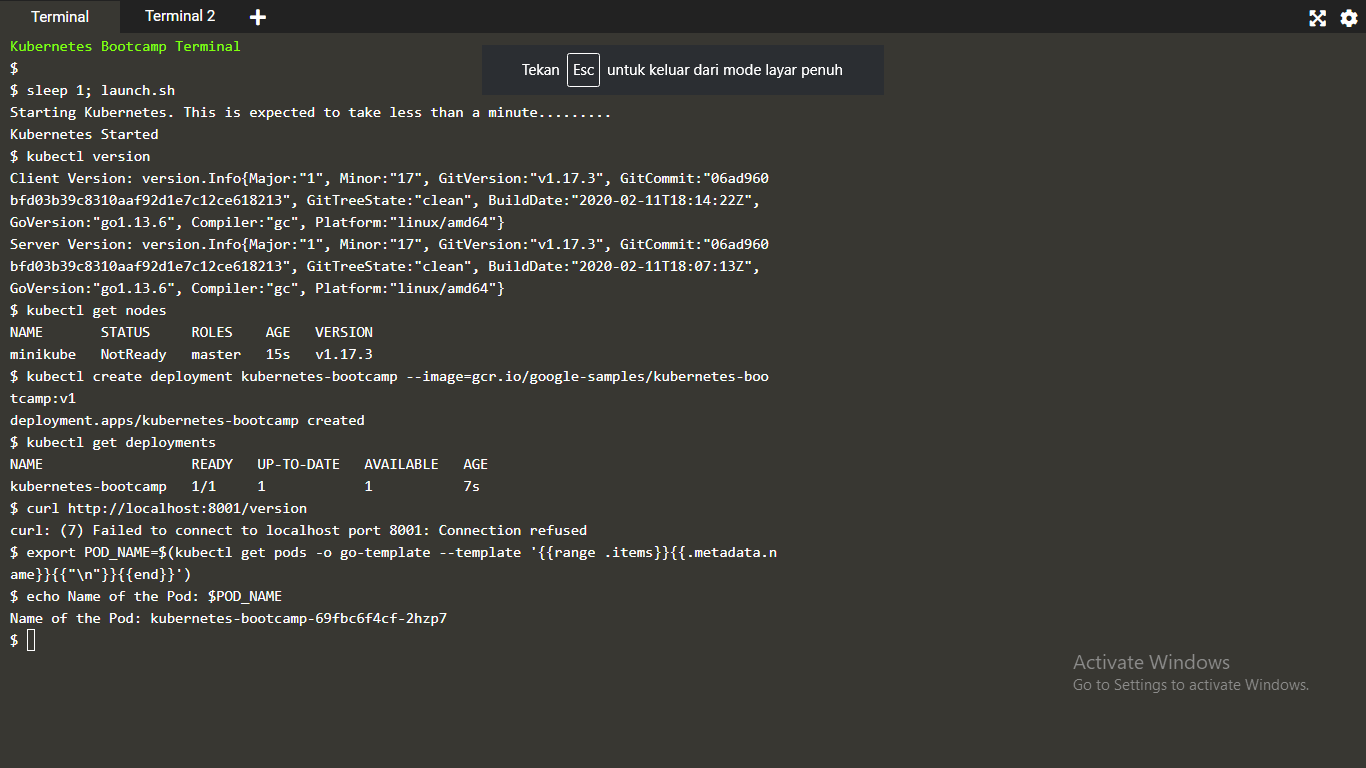 Terminal
Terminal 2
Kubernetes Bootcamp Terminal
$
Tekan Esc untuk keluar dari mode layar penuh
$ sleep 1; launch.sh
Starting Kubernetes. This is expected to take less than a minute.........
Kubernetes Started
$ kubectl version
Client Version: version.Info{Major:"1", Minor:"17", GitVersion:"v1.17.3", GitCommit:"06ad960
bfd03b39c8310aaf92d1e7c12ce618213", GitTreeState:"clean", BuildDate:"2020-02-11T18:14:22Z",
GoVersion:"go1.13.6", Compiler:"gc", Platform:"linux/amd64"}
Server Version: version.Info{Major:"1", Minor:"17", GitVersion:"v1.17.3", GitCommit:"06ad960
bfd03b39c8310aaf92d1e7c12ce618213", GitTreeState:"clean", BuildDate:"2020-02-11T18:07:13Z",
GoVersion:"go1.13.6", Compiler:"gc", Platform:"linux/amd64"}
$ kubectl get nodes
NAME       STATUS     ROLES    AGE   VERSION
minikube   NotReady   master   15s   v1.17.3
$ kubectl create deployment kubernetes-bootcamp --image=gcr.io/google-samples/kubernetes-boo
tcamp:v1
deployment.apps/kubernetes-bootcamp created
$ kubectl get deployments
NAME                  READY   UP-TO-DATE   AVAILABLE   AGE
kubernetes-bootcamp   1/1     1            1           7s
$ curl http://localhost:8001/version
curl: (7) Failed to connect to localhost port 8001: Connection refused
$ export POD_NAME=$(kubectl get pods -o go-template --template '{{range .items}}{{.metadata.n
ame}}{{"\n"}}{{end}}')
$ echo Name of the Pod: $POD_NAME
Name of the Pod: kubernetes-bootcamp-69fbc6f4cf-2hzp7
$
Activate Windows
Go to Settings to activate Windows.